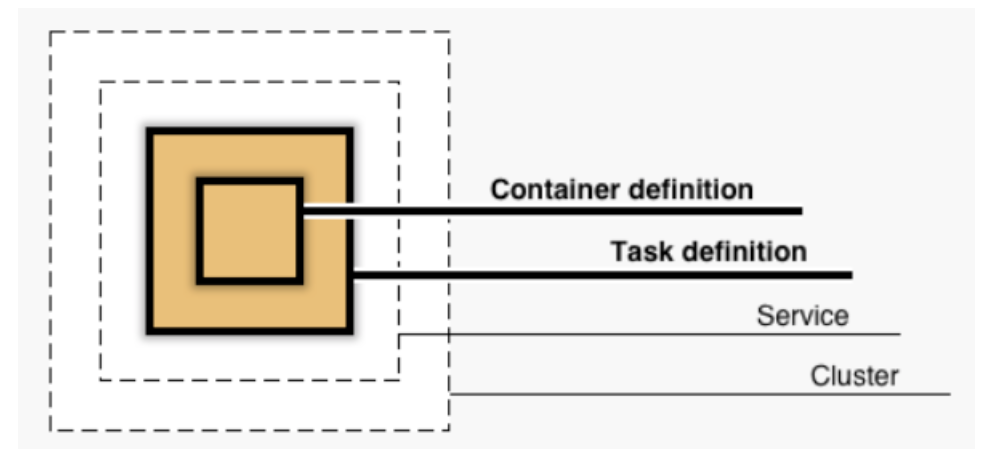 Container definition
Task definition
Service
Cluster